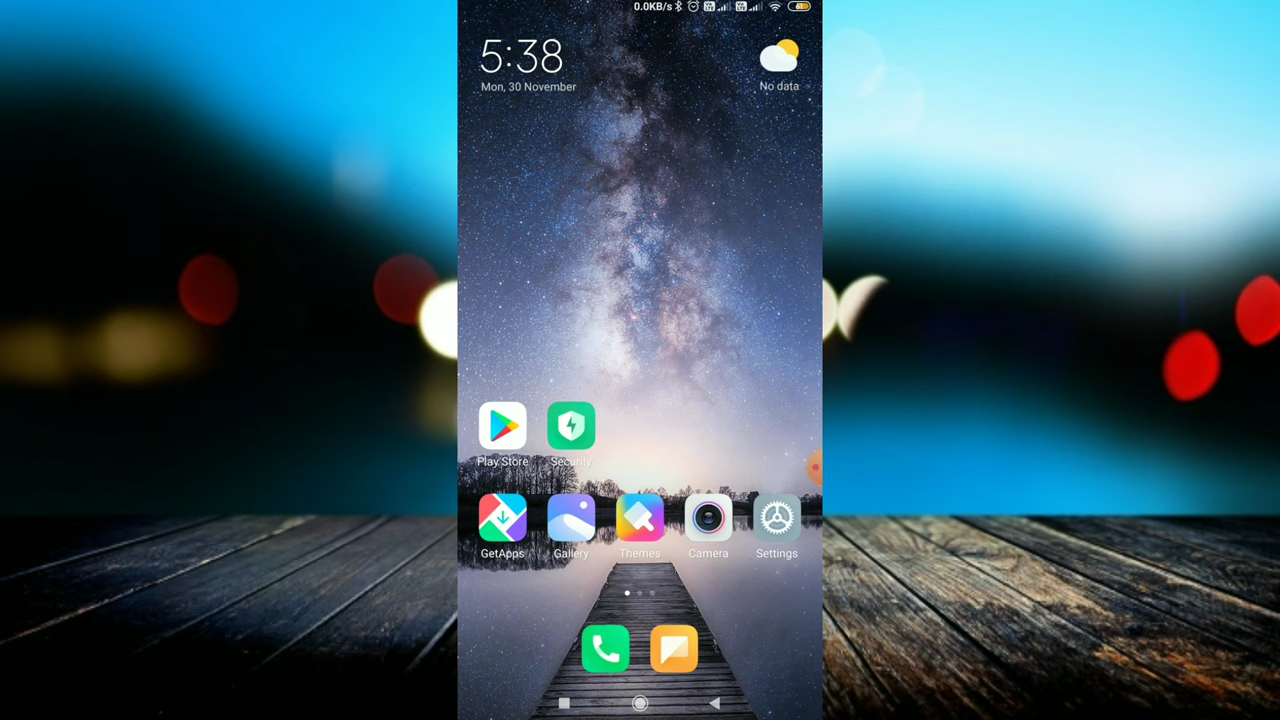 0.0KB/s
5:38
Mon, 30 November
No data
Play Store Security
GetApps Gallery Themes Camera Settings